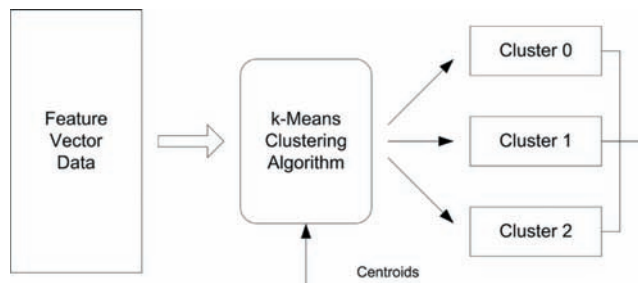 Feature
Vector
Data
k-Means
Clustering
Algorithm
Cluster 0
Cluster 1
Cluster 2
Centroids